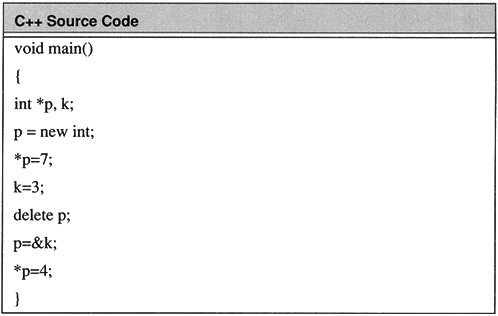 C++ Source Code
void main()
{
int *p, k;
p = new int;
*p=7;
k=3;
delete p;
p=&k;
*p=4;
}